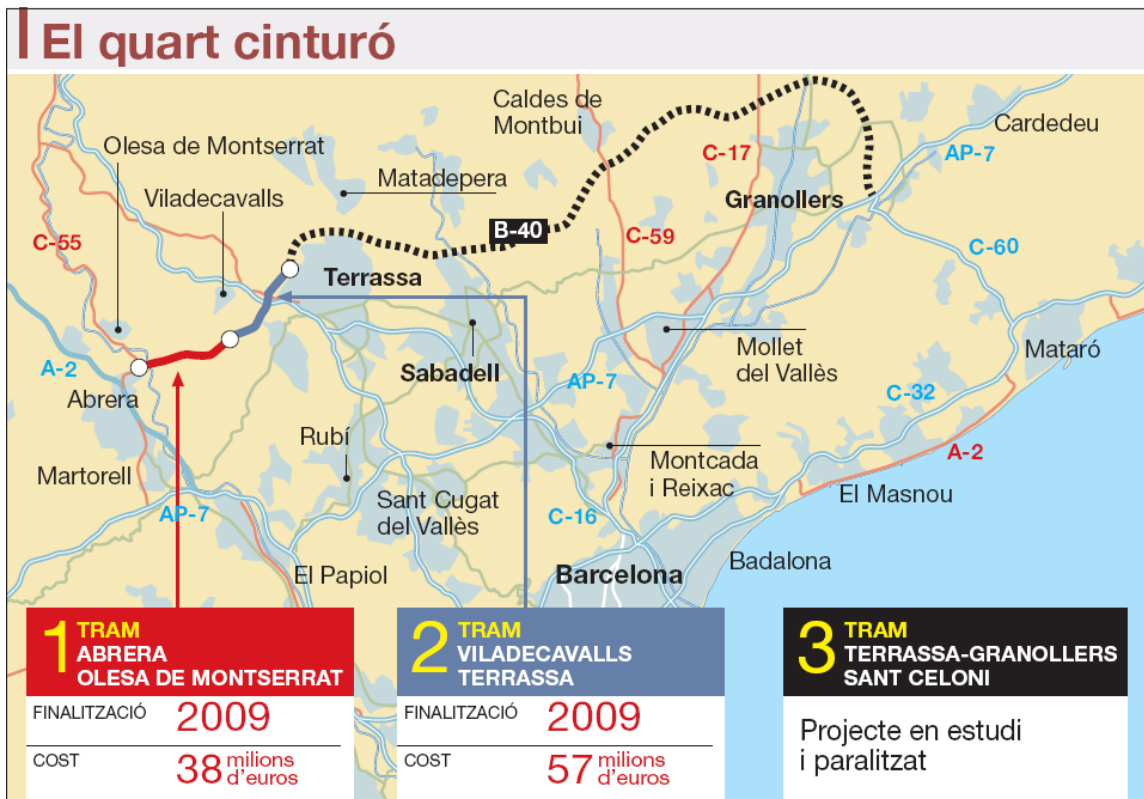 El quart cinturó
Caldes de
Montbui
Cardedeu
Olesa de Montserrat
C-17
AP-7
Matadepera
Viladecavalls
Granollers
B-40
C-55
C-59
C-60
Terrassa
Mollet
del Vallès
Mataró
A-2
Sabadell
AP-7
Abrera
C-32
Rubí
A-2
Montcada
i Reixac
Martorell
El Masnou
Sant Cugat
del Vallès
AP-7
C-16
Badalona
El Papiol
Barcelona
1 TRAM
ABRERA
OLESA DE MONTSERRAT
FINALITZACIÓ 2009
COST 38 milions
d'euros
2 TRAM
VILADECAVALLS
TERRASSA
FINALITZACIÓ 2009
COST 57 milions
d'euros
3 TRAM
TERRASSA-GRANOLLERS
SANT CELONI
Projecte en estudi
i paralitzat